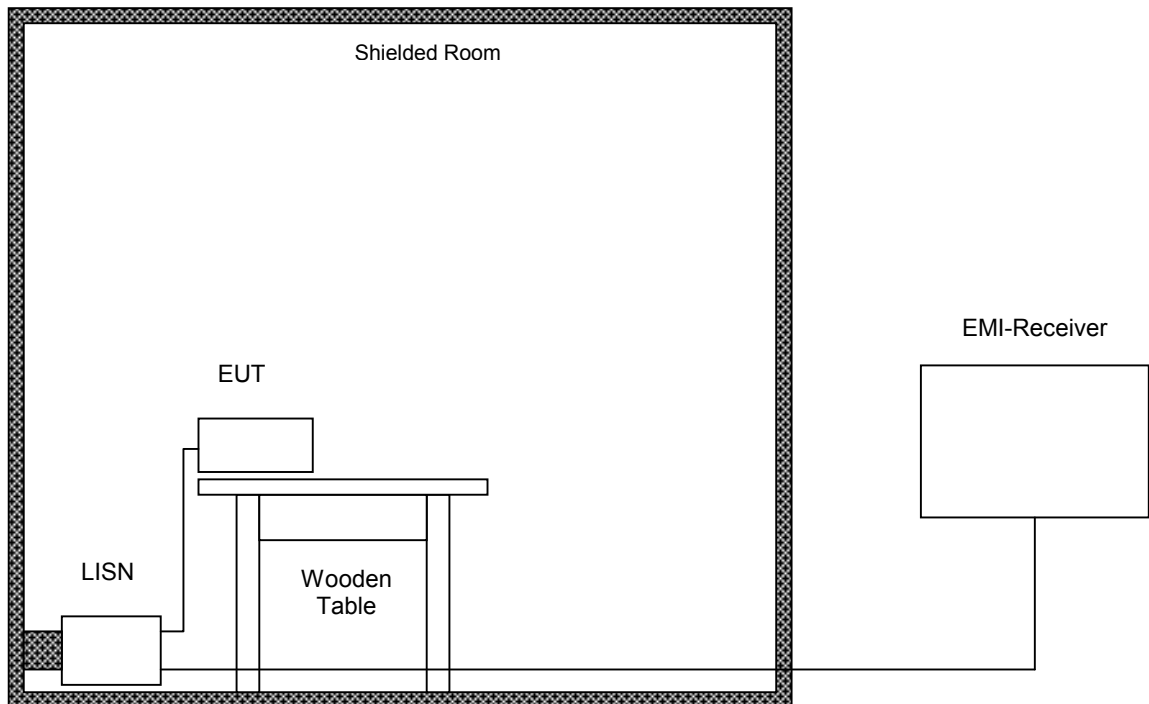 Shielded Room
EMI-Receiver
EUT
LISN
Wooden
Table